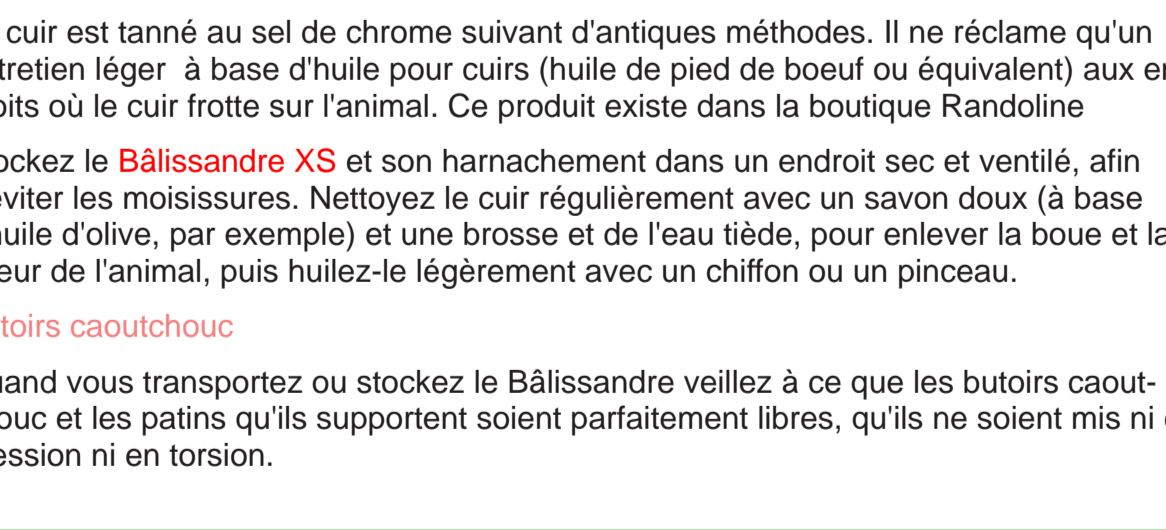 cuir est tanné au sel de chrome suivant d'antiques méthodes. Il ne réclame qu'un
tretien léger  à base d'huile pour cuirs (huile de pied de boeuf ou équivalent) aux en
oits où le cuir frotte sur l'animal. Ce produit existe dans la boutique Randoline
ockez le Bâlissandre XS et son harnachement dans un endroit sec et ventilé, afin
éviter les moisissures. Nettoyez le cuir régulièrement avec un savon doux (à base
huile d'olive, par exemple) et une brosse et de l'eau tiède, pour enlever la boue et la
eur de l'animal, puis huilez-le légèrement avec un chiffon ou un pinceau.
toirs caoutchouc
uand vous transportez ou stockez le Bâlissandre veillez à ce que les butoirs caout-
ouc et les patins qu'ils supportent soient parfaitement libres, qu'ils ne soient mis ni
ession ni en torsion.